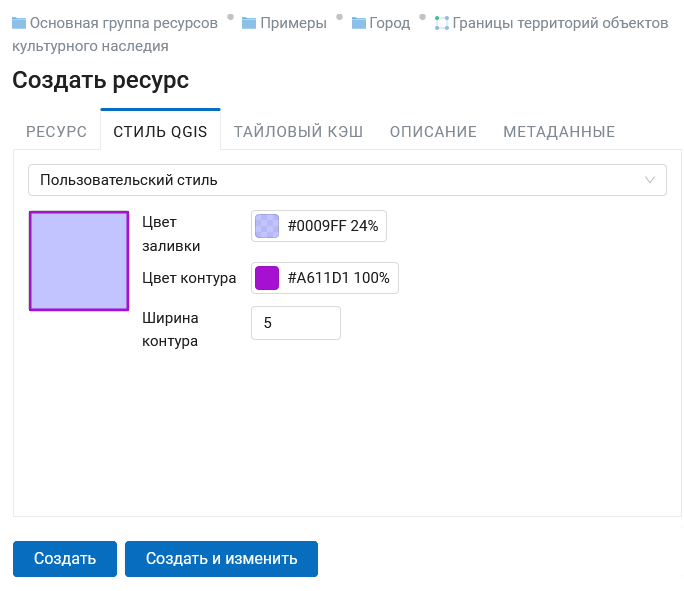 Основная группа ресурсов Примеры Город Границы территорий объектов
культурного наследия
Создать ресурс
РЕСУРС СТИЛЬ QGIS ТАЙЛОВЫЙ КЭШ ОПИСАНИЕ МЕТАДАННЫЕ
Пользовательский стиль
Цвет
заливки
#0009FF 24%
Цвет контура #A611D1 100%
Ширина
контура
5
Создать Создать и изменить